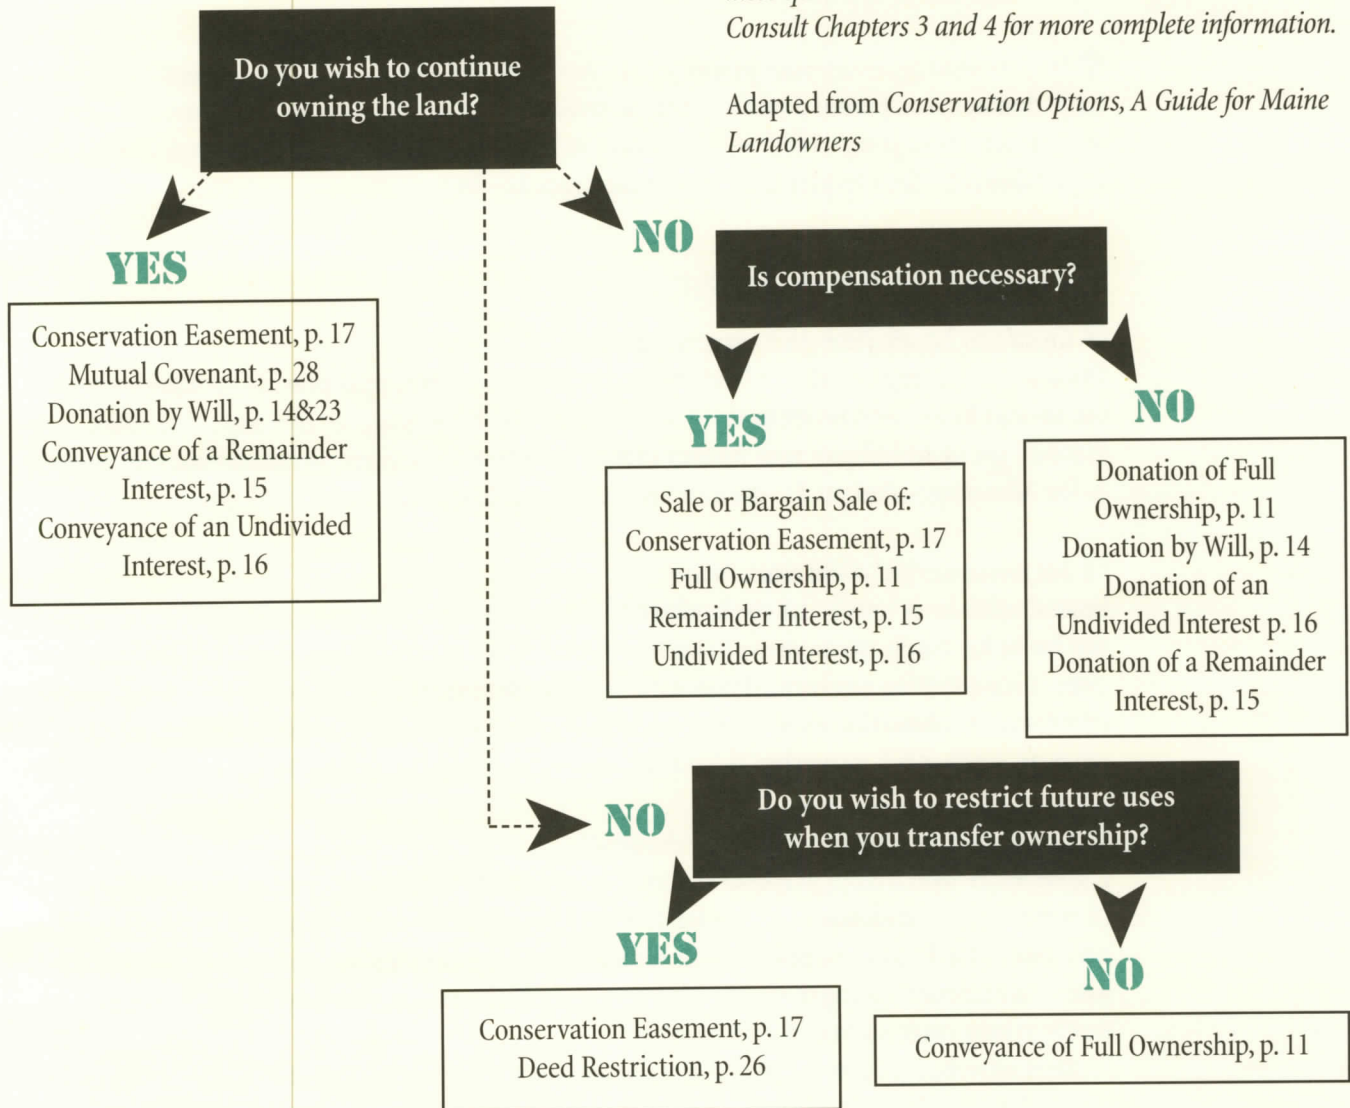 Consult Chapters 3 and 4 for more complete information.
Adapted from Conservation Options, A Guide for Maine
Landowners
Do you wish to continue
owning the land?
YES
Conservation Easement, p. 17
Mutual Covenant, p. 28
Donation by Will, p. 14&23
Conveyance of a Remainder
Interest, p. 15
Conveyance of an Undivided
Interest, p. 16
NO
Is compensation necessary?
YES
Sale or Bargain Sale of:
Conservation Easement, p. 17
Full Ownership, p. 11
Remainder Interest, p. 15
Undivided Interest, p. 16
NO
Donation of Full
Ownership, p. 11
Donation by Will, p. 14
Donation of an
Undivided Interest p. 16
Donation of a Remainder
Interest, p. 15
NO
Do you wish to restrict future uses
when you transfer ownership?
YES
Conservation Easement, p. 17
Deed Restriction, p. 26
NO
Conveyance of Full Ownership, p. 11